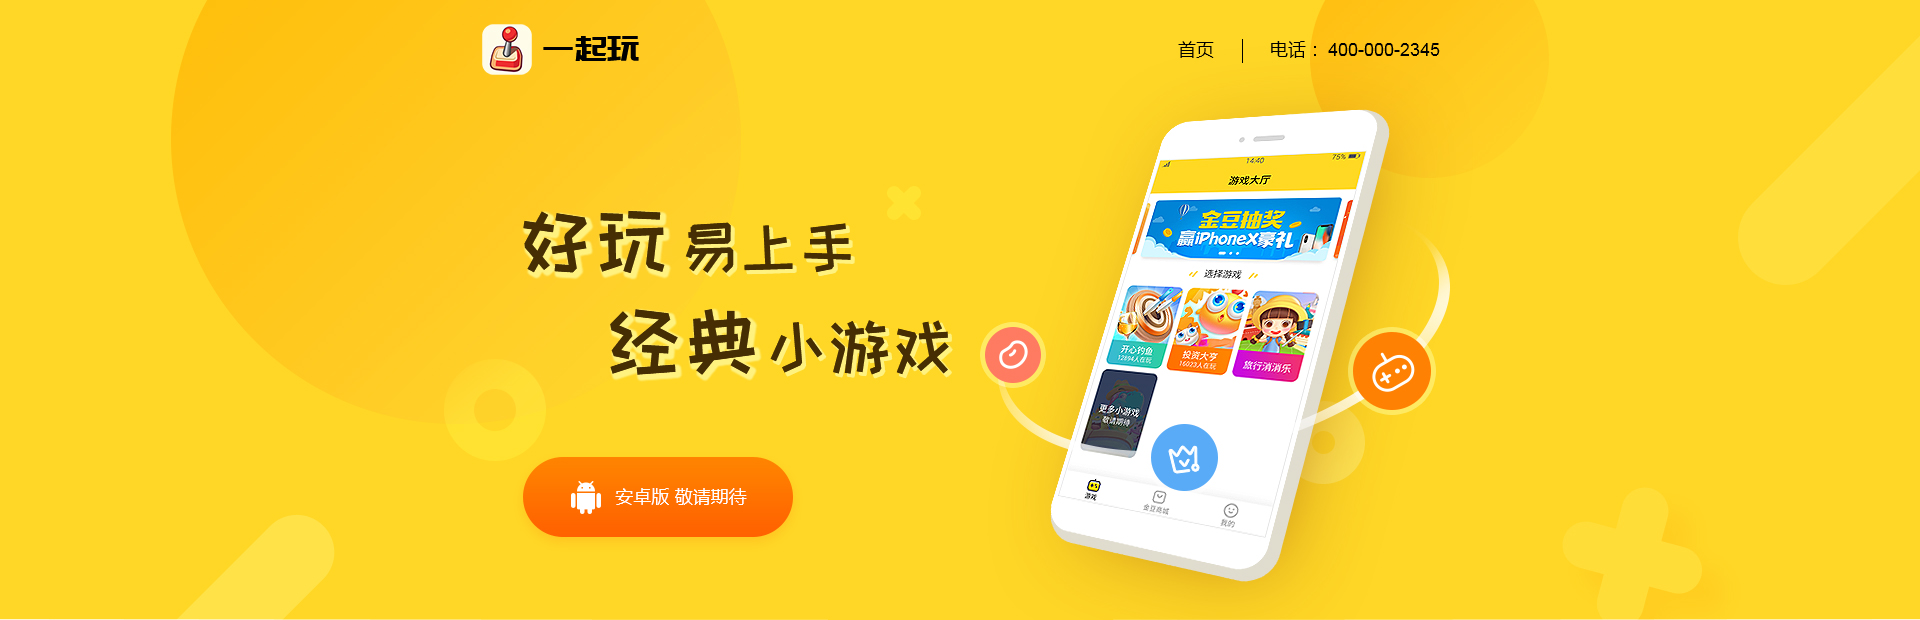 一起玩
首页
电话： 400-000-2345
好玩易上手
经典小游戏
安卓版 敬请期待
14:40
75%
游戏大厅
金豆抽奖
赢iPhoneX豪礼
选择游戏
开心钓鱼
12894人在玩
投资大亨
16023人在玩
旅行消消乐
更多小游戏
敬请期待
游戏
金豆商城
我的